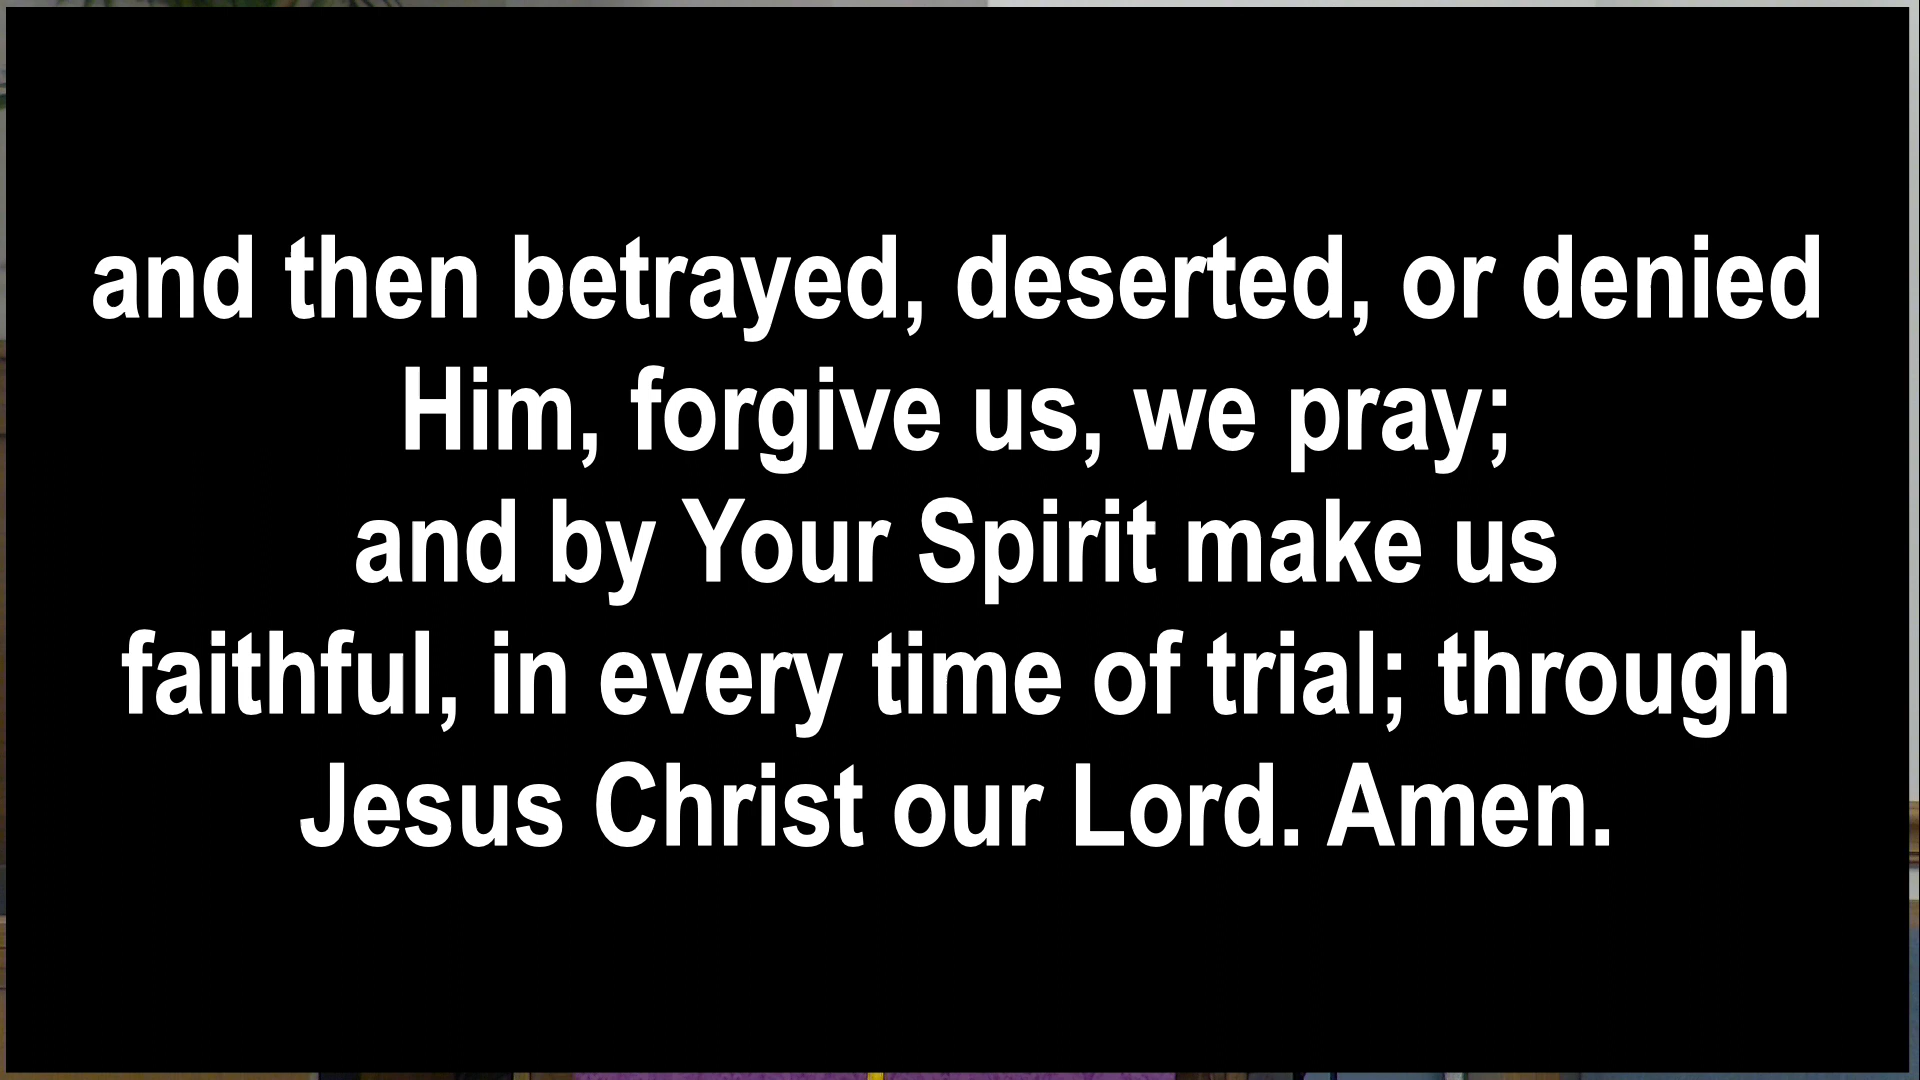 and then betrayed, deserted, or denied
Him, forgive us, we pray;
and by Your Spirit make us
faithful, in every time of trial; through
Jesus Christ our Lord. Amen.